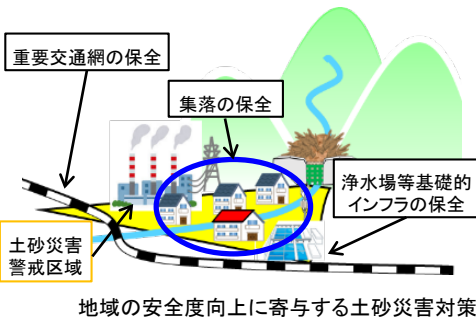 重要交通網の保全
集落の保全
浄水場等基礎的
インフラの保全
土砂災害
警戒区域
地域の安全度向上に寄与する土砂災害対策